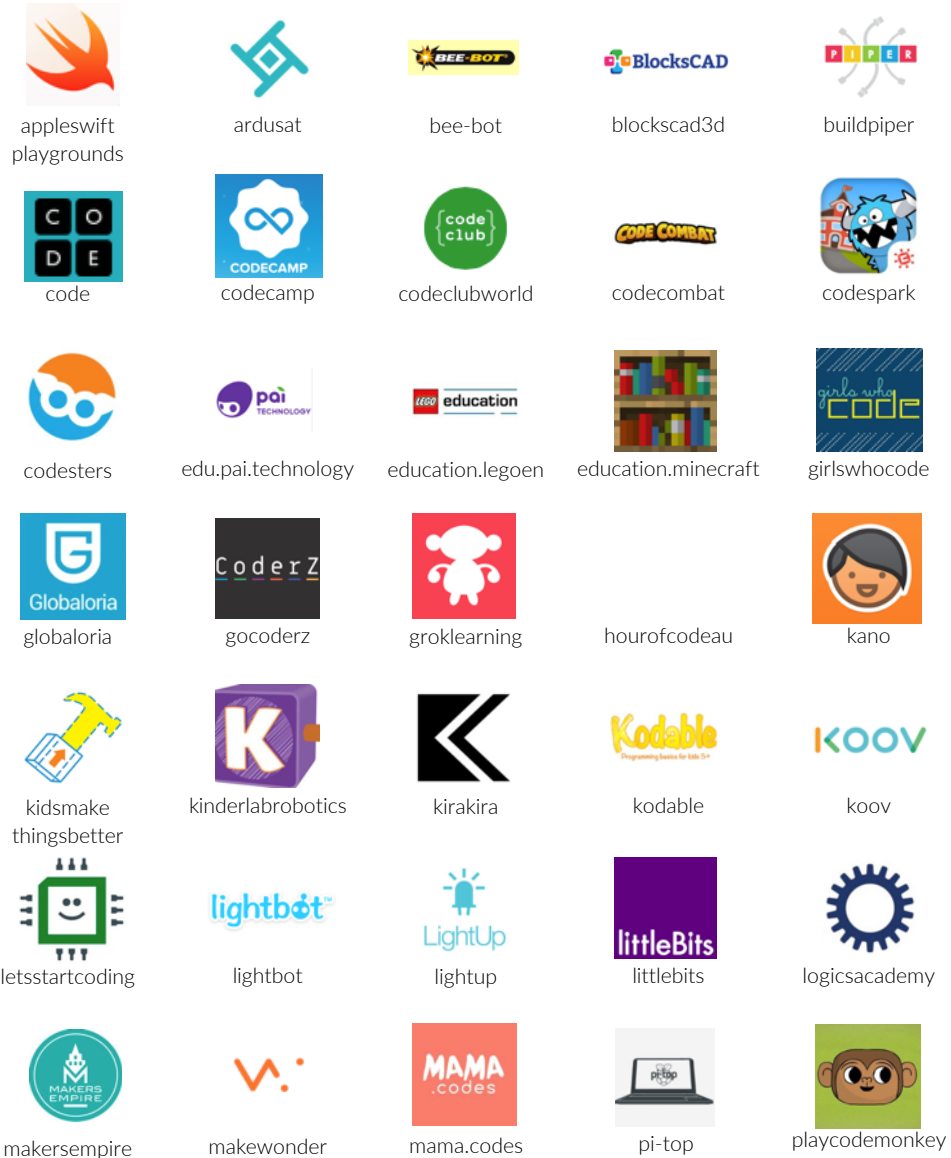 BEE-BOT
BlocksCAD
PIPER
appleswift
playgrounds
ardusat
bee-bot
blockscad3d
buildpiper
C O
D E
CODECAMP
{code
club}
CODE COMBAT
code
codecamp
codeclubworld
codecombat
codespark
pai
TECHNOLOGY
LEGO education
girls who
code
codesters
edu.pai.technology
education.legoen
education.minecraft
girlswhocode
G
Globaloria
CoderZ
globaloria
gocoderz
groklearning
hourofcodeau
kano
K
Kodable
Programming basics for kids 5+
KOOV
kidsmake
thingsbetter
kinderlabrobotics
kirakira
kodable
koov
lightbot™
LightUp
littleBits
letsstartcoding
lightbot
lightup
littlebits
logicsacademy
MAKERS
EMPIRE
MAMA
.codes
pi-top
makersempire
makewonder
mama.codes
pi-top
playcodemonkey